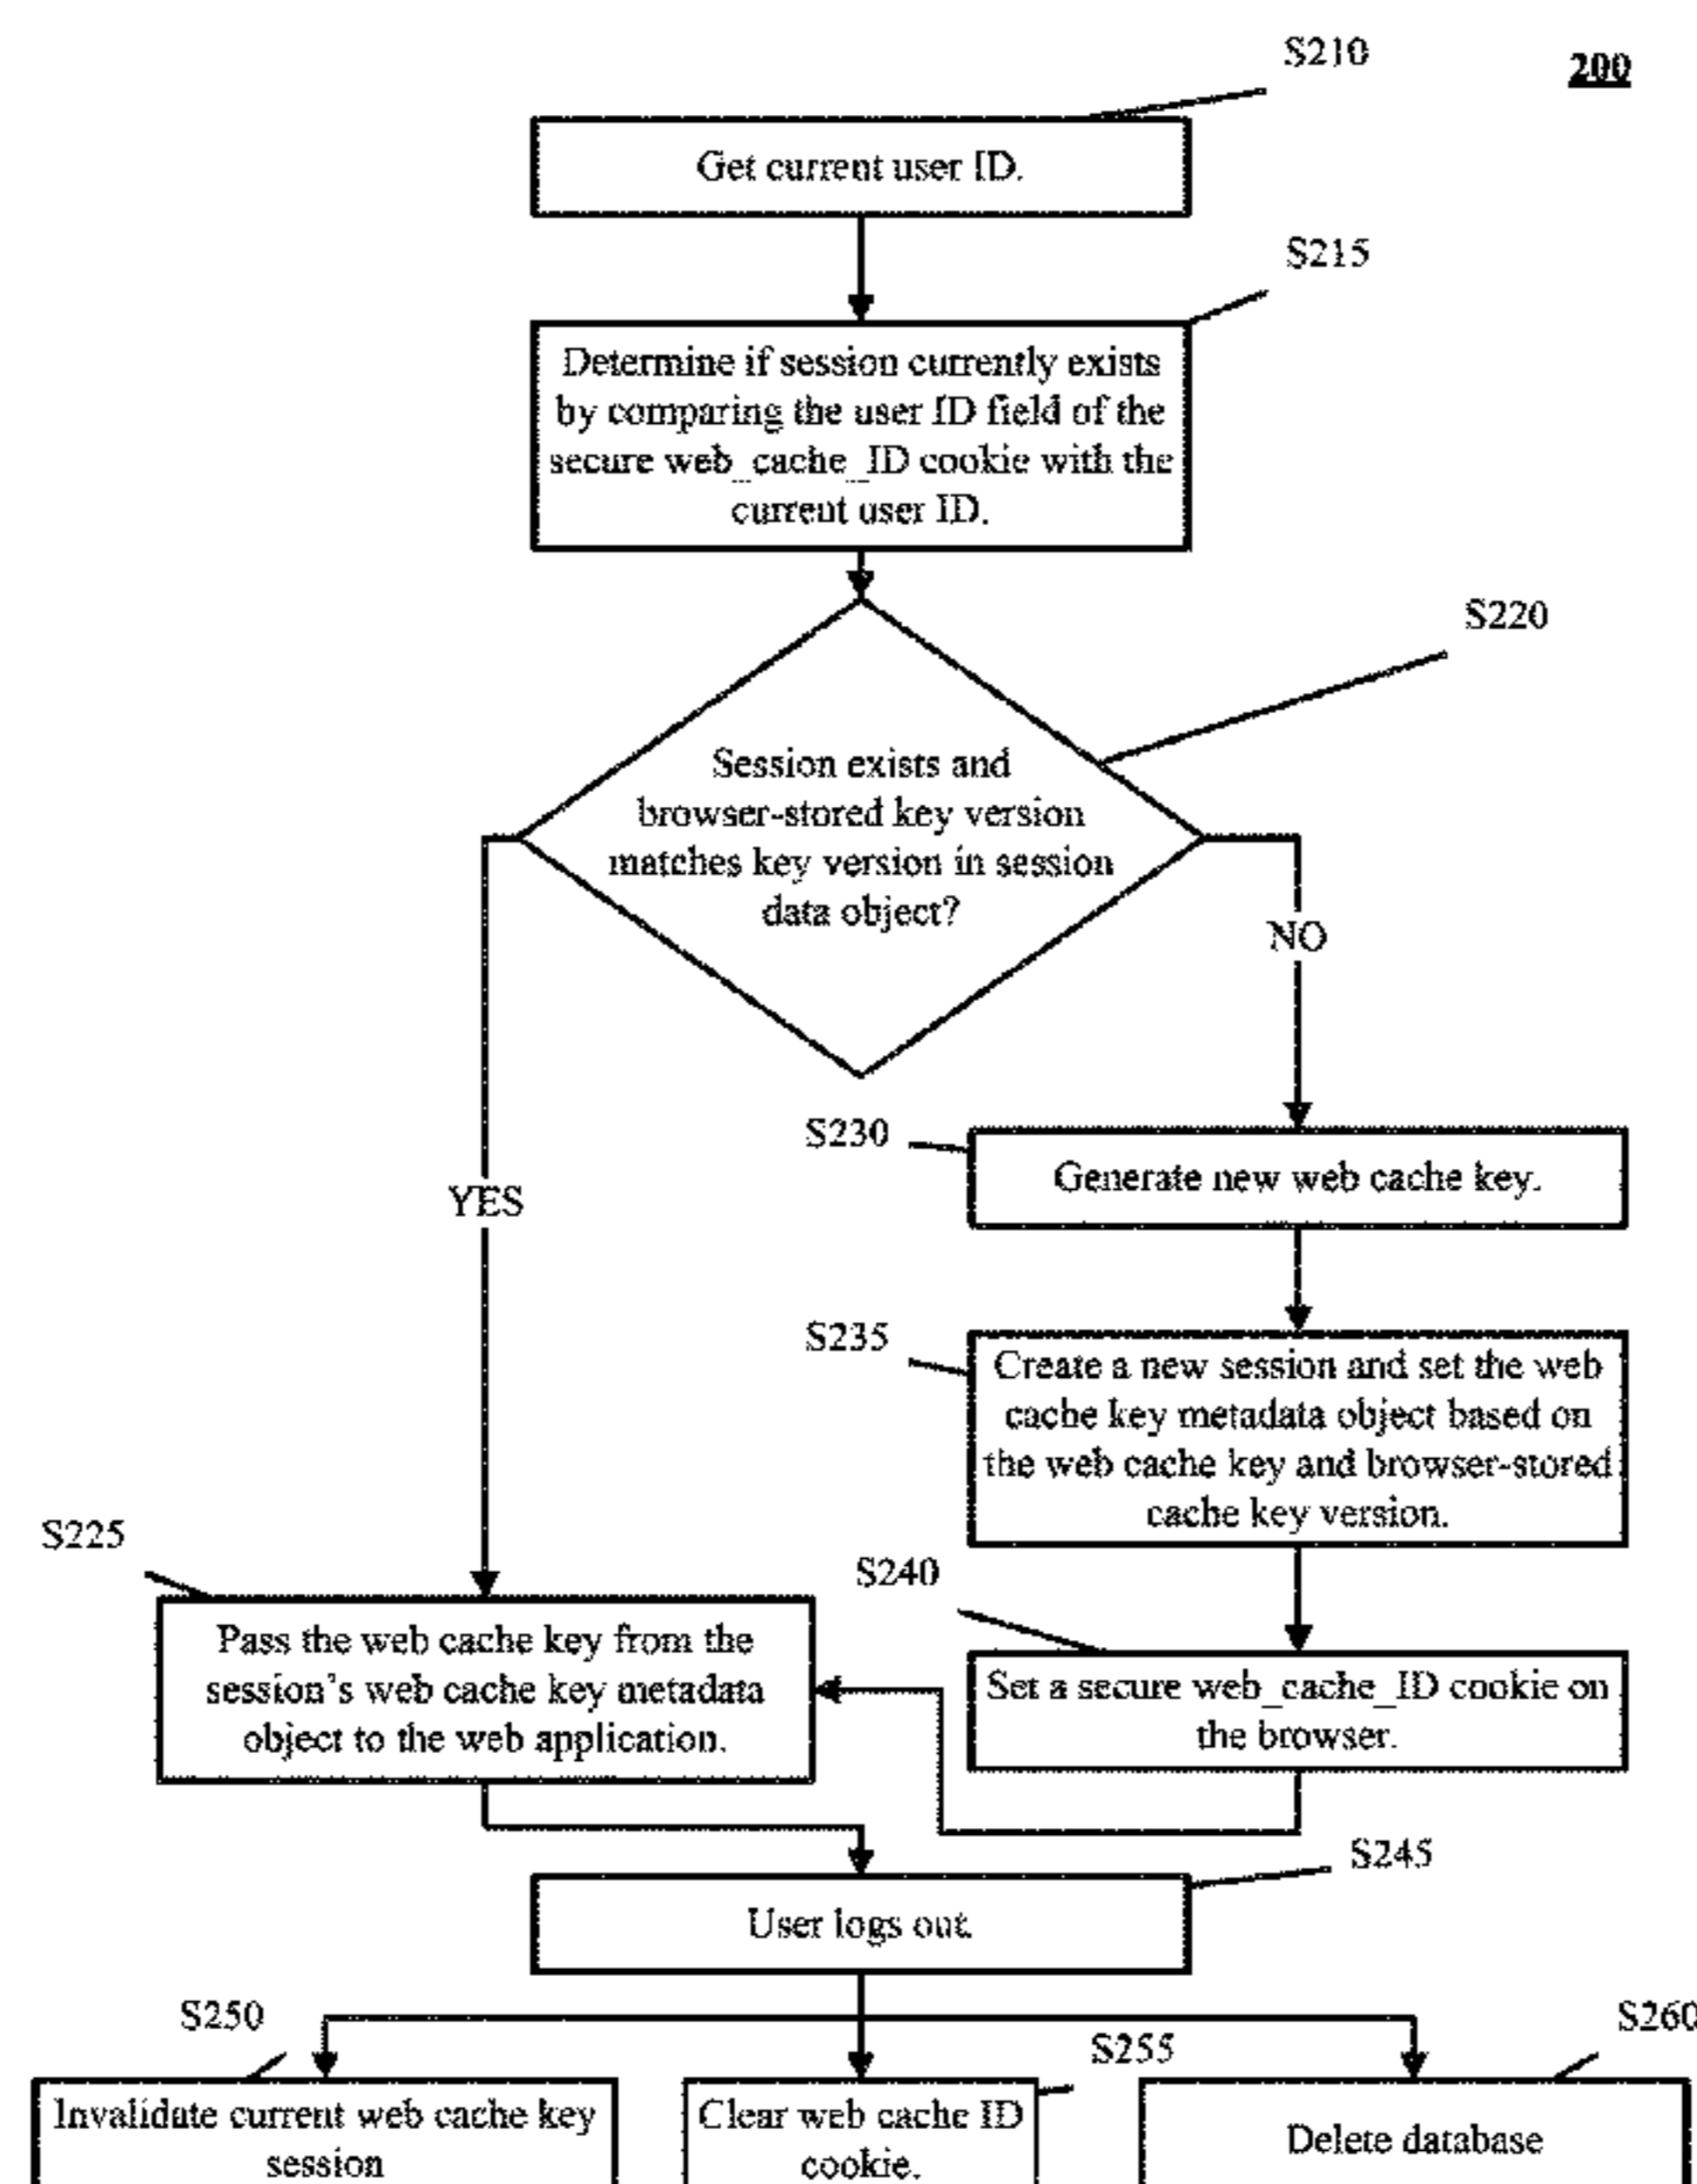 S210
200
Get current user ID.
S215
Determine if session currently exists
by comparing the user ID field of the
secure web_cache_ID cookie with the
current user ID.
S220
Session exists and
browser-stored key version
matches key version in session
data object?
NO
YES
S230
Generate new web cache key.
S235
Create a new session and set the web
cache key metadata object based on
the web cache key and browser-stored
cache key version.
S225
Pass the web cache key from the
session's web cache key metadata
object to the web application.
S240
Set a secure web_cache_ID cookie on
the browser.
S245
User logs out.
S250
Invalidate current web cache key
session
S255
Clear web cache ID
cookie.
S260
Delete database